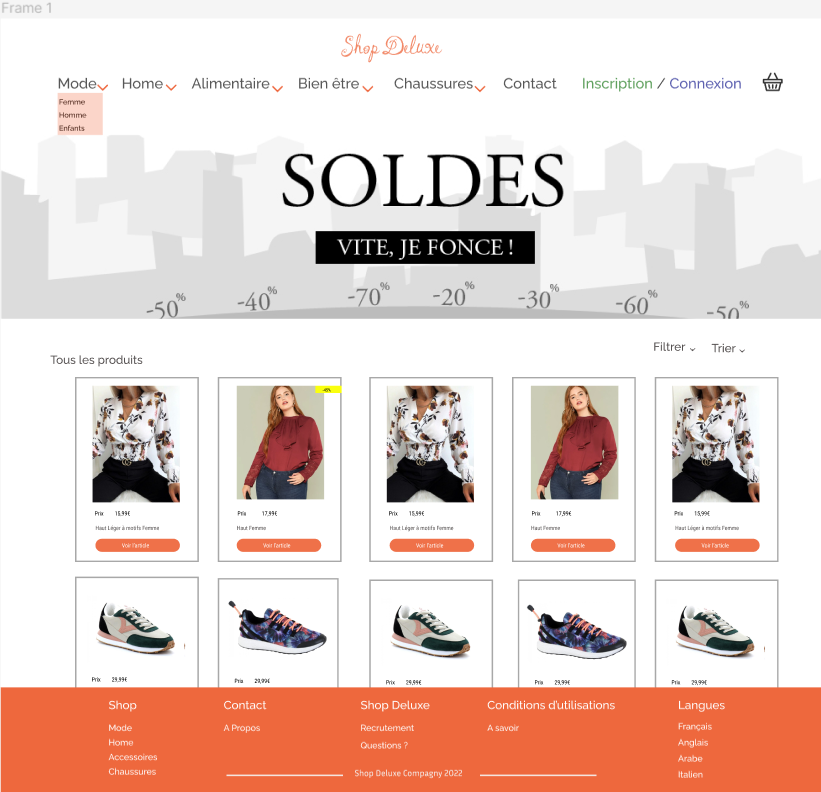 Frame 1
Shop Deluxe
Mode Home Alimentaire Bien être Chaussures Contact Inscription / Connexion
Femme
Homme
Enfants
SOLDES
VITE, JE FONCE !
-50% -40% -70% -20% -30% -60% -50%
Filtrer Trier
Tous les produits
Prix 15,99€ Prix 17,99€ Prix 15,99€ Prix 17,99€ Prix 15,99€
Haut Léger à motifs Femme Haut Femme Haut Léger à motifs Femme Haut Femme Haut Léger à motifs Femme
Voir l'article Voir l'article Voir l'article Voir l'article Voir l'article
Prix 29,99€ Prix 29,99€ Prix 29,99€ Prix 29,99€ Prix 29,99€
Shop Contact Shop Deluxe Conditions d'utilisations Langues
Mode A Propos Recrutement A savoir Français
Home Questions ? Anglais
Accessoires Arabe
Chaussures Shop Deluxe Compagny 2022 Italien